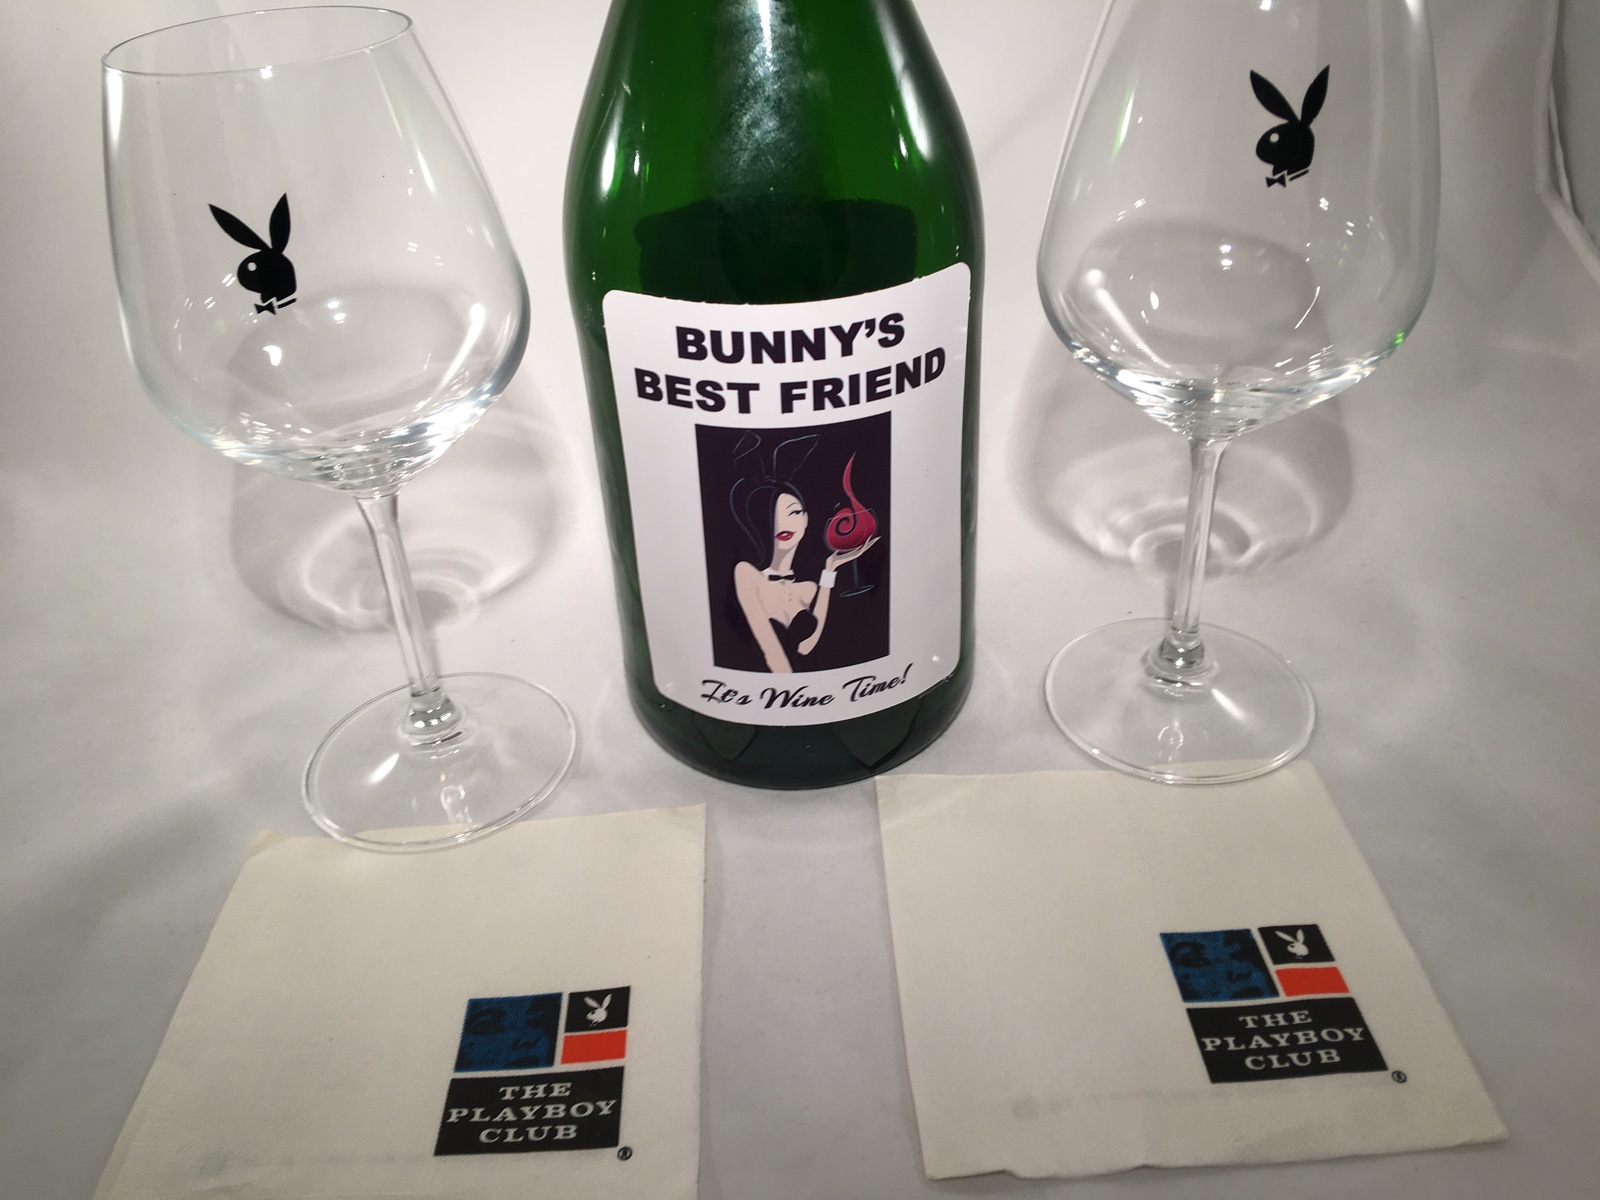 BUNNY'S
BEST FRIEND
It's Wine Time!
THE
PLAYBOY
CLUB
®
THE
PLAYBOY
CLUB
®